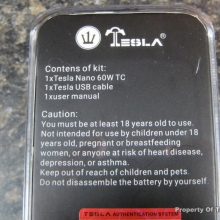 TESLA®
Contens of kit:
1xTesla Nano 60W TC
1xTesla USB cable
1xuser manual
Caution:
You must be at least 18 years old to use.
Not intended for use by children under 18
years old, pregnant or breastfeeding
women, or anyone at risk of heart disease,
depression, or asthma.
Keep out of reach of children and pets.
Do not disassemble the battery by yourself.
Property Of T
TESLA AUTHENTICATION SYSTEM